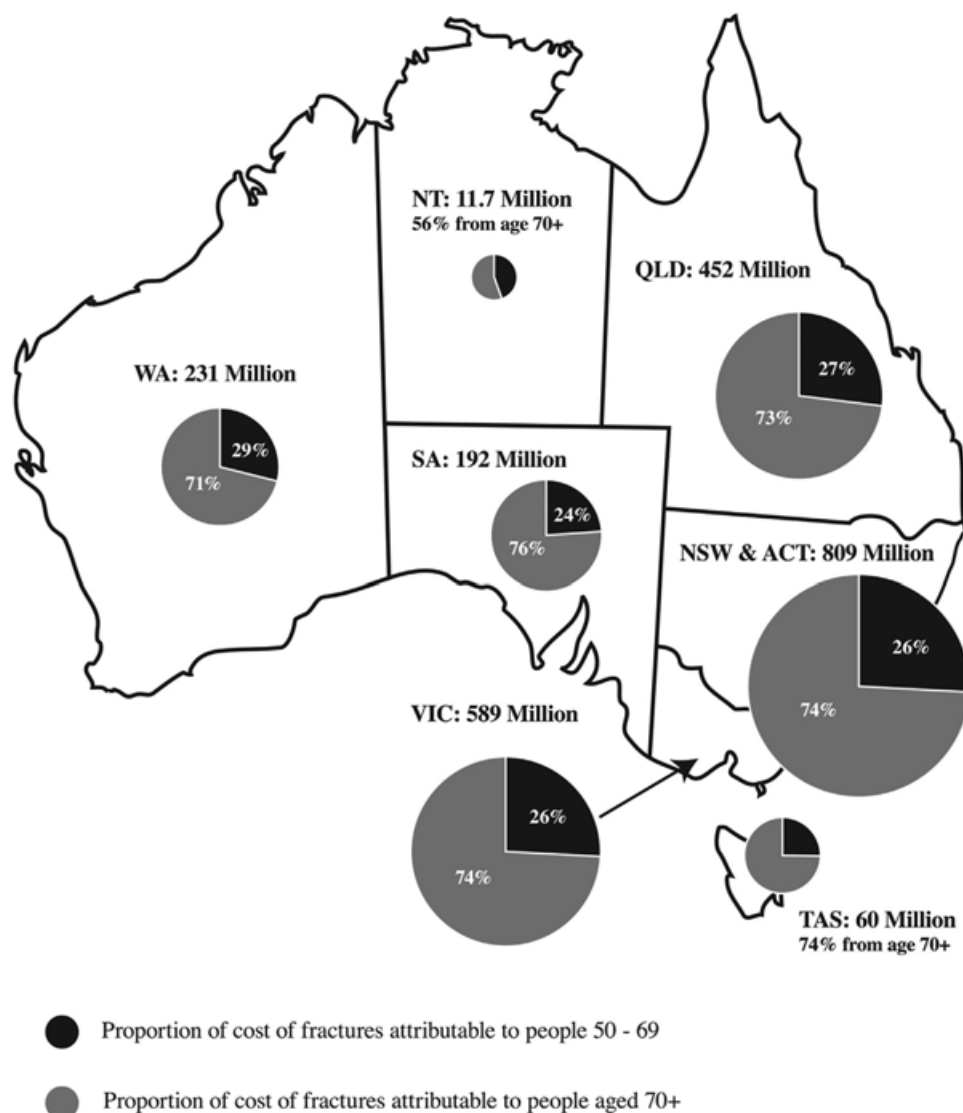 NT: 11.7 Million
56% from age 70+
QLD: 452 Million
27%
73%
WA: 231 Million
29%
71%
SA: 192 Million
24%
76%
NSW & ACT: 809 Million
26%
74%
VIC: 589 Million
26%
74%
TAS: 60 Million
74% from age 70+
Proportion of cost of fractures attributable to people 50 - 69
Proportion of cost of fractures attributable to people aged 70+